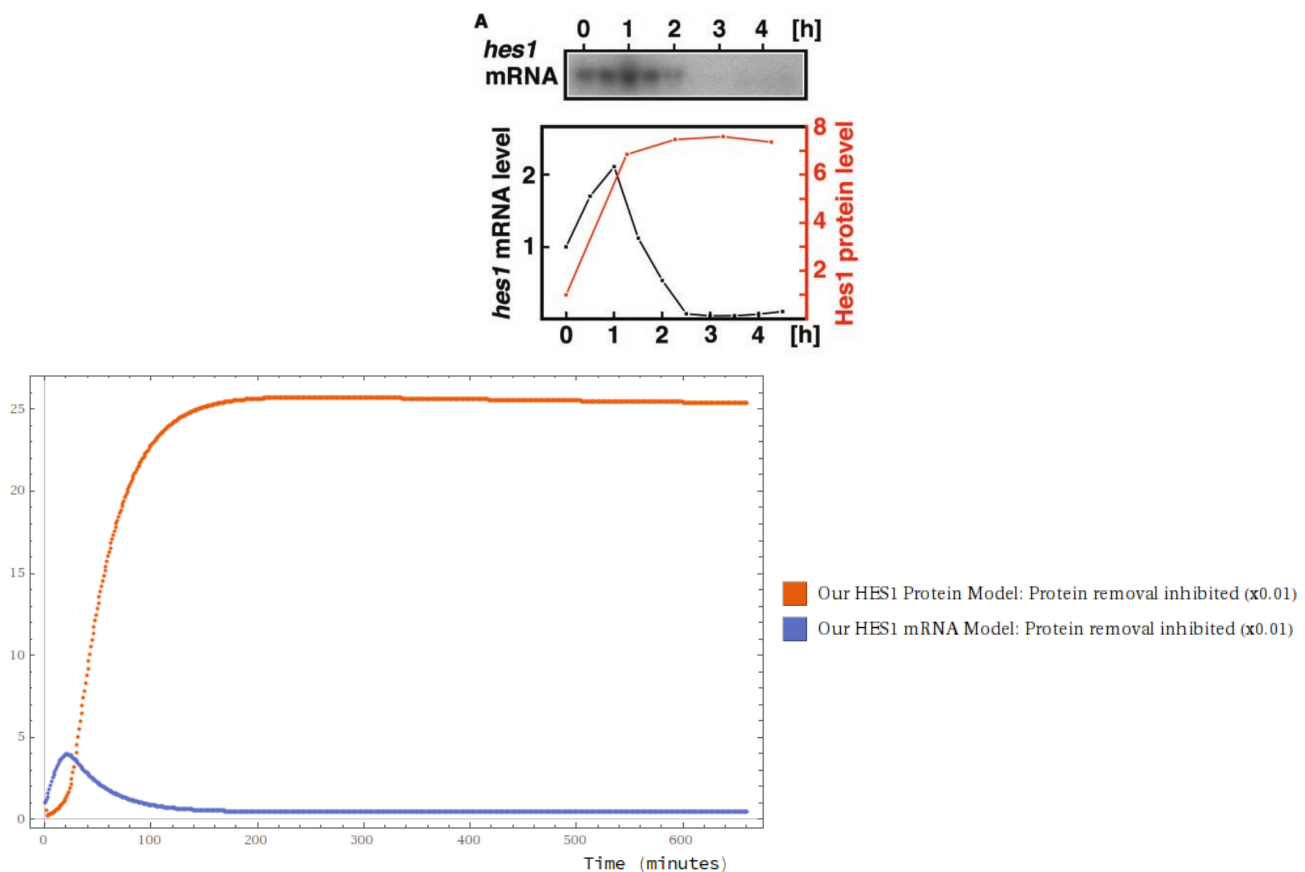 A
0 1 2 3 4 [h]
hes1
mRNA
hes1 mRNA level
2
1
8
6
4
2
Hes1 protein level
0 1 2 3 4 [h]
25
20
15
10
5
0
0 100 200 300 400 500 600
Time (minutes)
Our HES1 Protein Model: Protein removal inhibited (x0.01)
Our HES1 mRNA Model: Protein removal inhibited (x0.01)